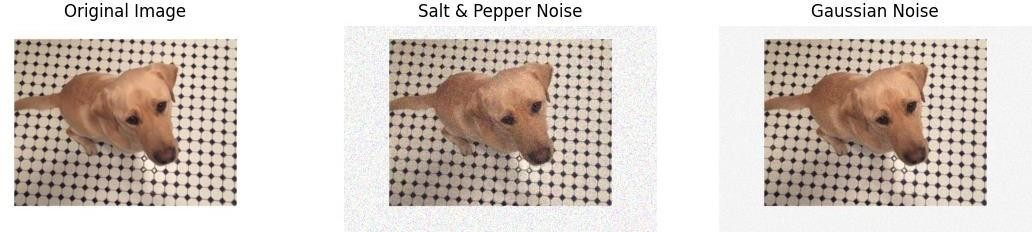 Original Image
Salt & Pepper Noise
Gaussian Noise